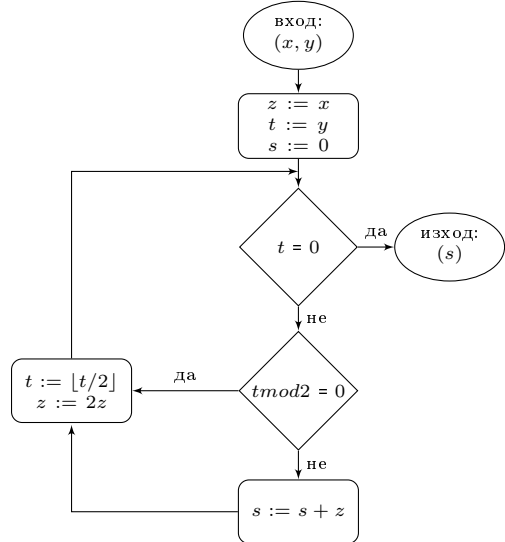 вход:
(x, y)
z := x
t := y
s := 0
t = 0
да
изход:
(s)
не
tmod2 = 0
да
t := ⌊t/2⌋
z := 2z
не
s := s + z